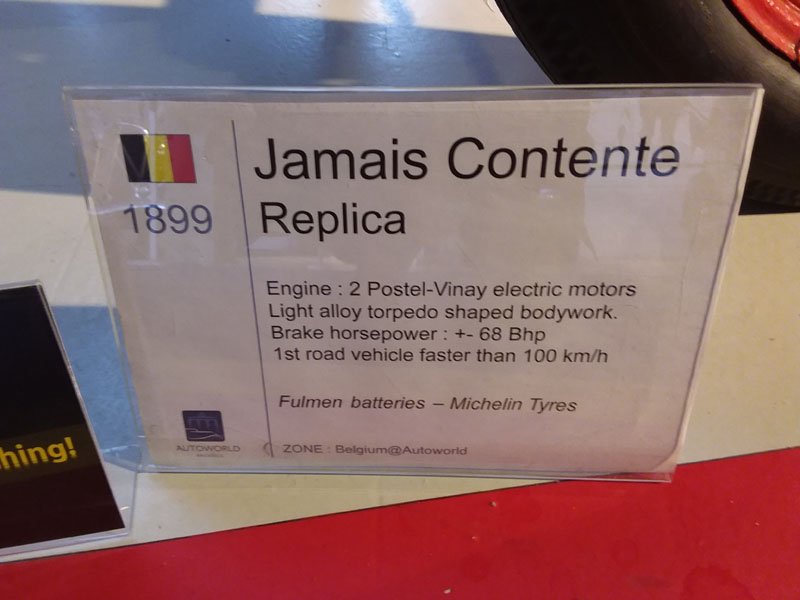 Jamais Contente
1899
Replica
Engine : 2 Postel-Vinay electric motors
Light alloy torpedo shaped bodywork.
Brake horsepower : +- 68 Bhp
1st road vehicle faster than 100 km/h
Fulmen batteries – Michelin Tyres
AUTOWORLD
ZONE : Belgium@Autoworld
hing!